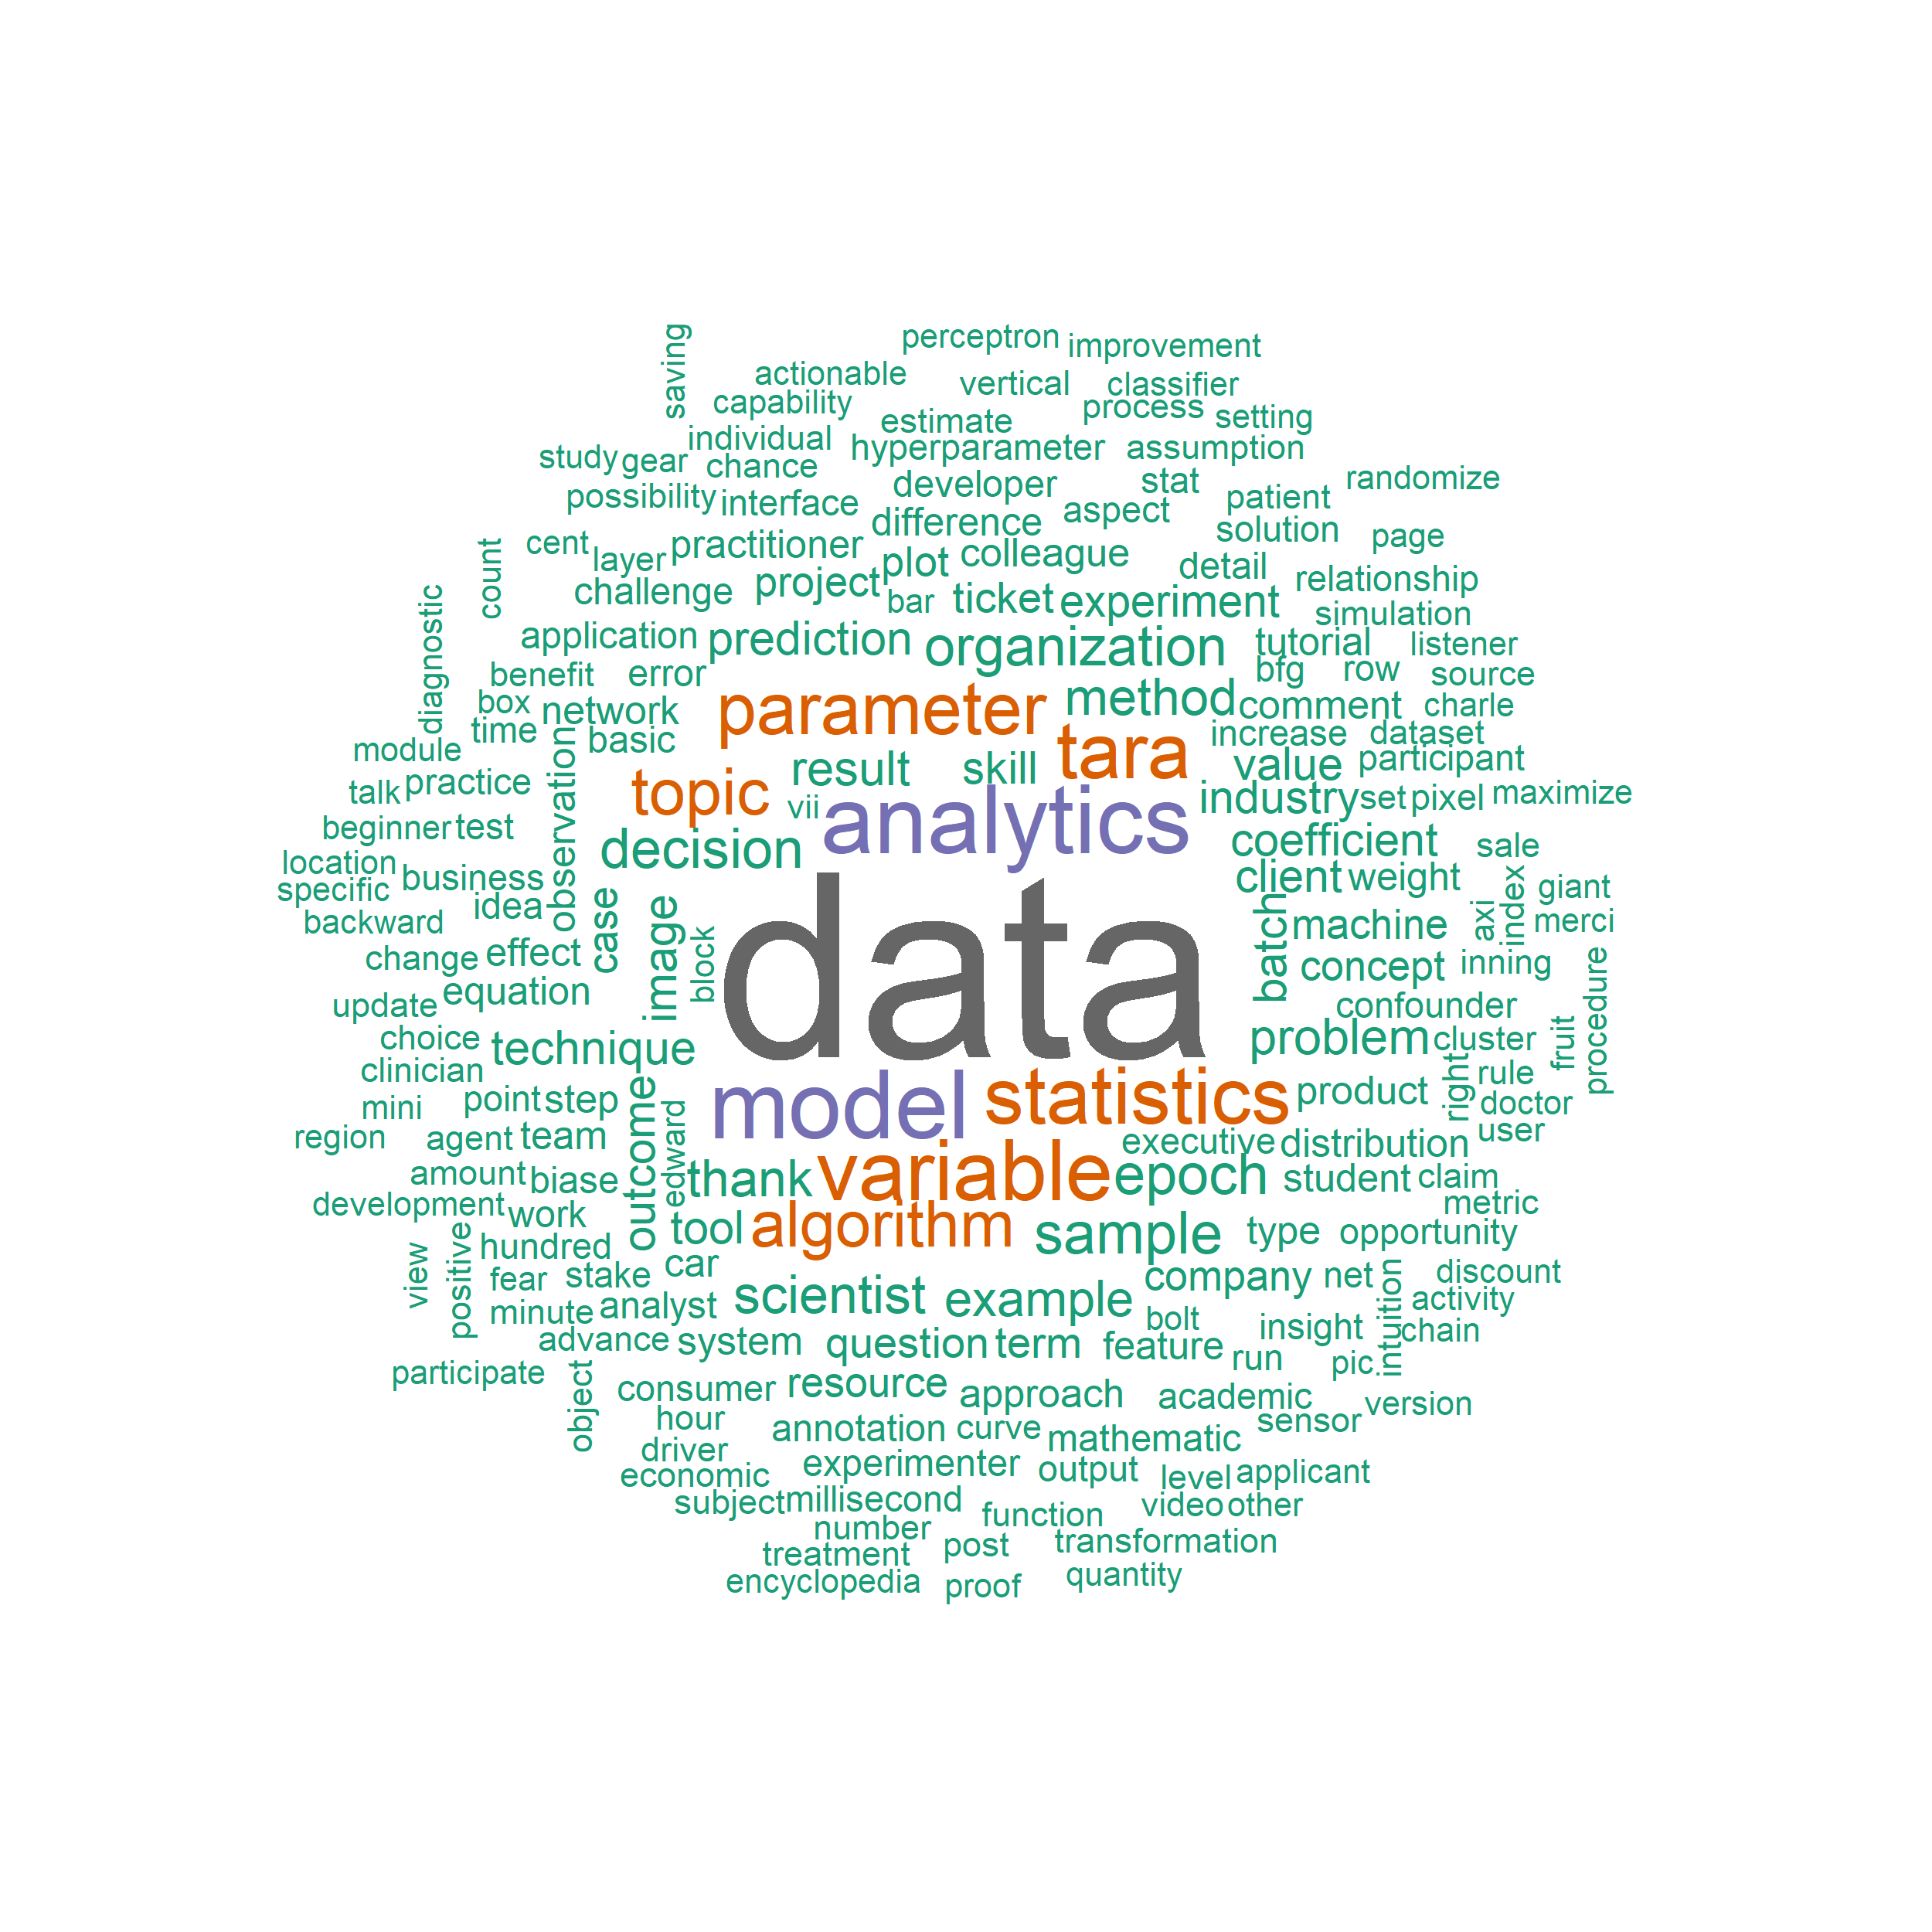 saving
perceptron
improvement
actionable
vertical
classifier
capability
estimate
process
setting
individual
hyperparameter
assumption
study
gear
chance
developer
stat
randomize
possibility
interface
difference
aspect
patient
solution
page
count
cent
layer
practitioner
plot
colleague
detail
relationship
diagnostic
challenge
project
bar
ticket
experiment
simulation
application
prediction
organization
tutorial
listener
benefit
error
bfg
row
source
box
network
parameter
method
comment
charle
time
basic
tara
increase
dataset
module
observation
result
skill
value
participant
talk
practice
topic
vii
analytics
industry
set
pixel
maximize
beginner
test
decision
coefficient
sale
location
specific
business
client
weight
index
giant
backward
idea
case
image
block
data
batch
machine
axi
merci
change
effect
concept
inning
procedure
update
equation
confounder
choice
technique
problem
cluster
fruit
clinician
model
statistics
product
right
rule
mini
point
step
outcome
doctor
region
agent
team
edward
executive
distribution
user
amount
biase
thank
variable
epoch
student
claim
development
work
tool
algorithm
sample
type
opportunity
metric
view
positive
hundred
fear
stake
car
company
net
intuition
discount
minute
analyst
scientist
example
bolt
activity
advance
system
question
term
feature
insight
chain
participate
object
consumer
resource
approach
academic
run
pic
version
hour
annotation
curve
mathematic
sensor
driver
economic
experimenter
output
level
applicant
subject
millisecond
function
video
other
number
treatment
post
transformation
encyclopedia
proof
quantity